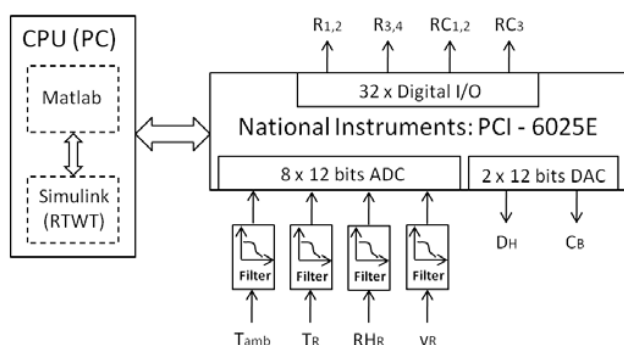 CPU (PC)
Matlab
Simulink
(RTWT)
R1,2 R3,4 RC1,2 RC3
32 x Digital I/O
National Instruments: PCI - 6025E
8 x 12 bits ADC
2 x 12 bits DAC
Filter Filter Filter Filter
DH CB
Tamb TR RHR vR